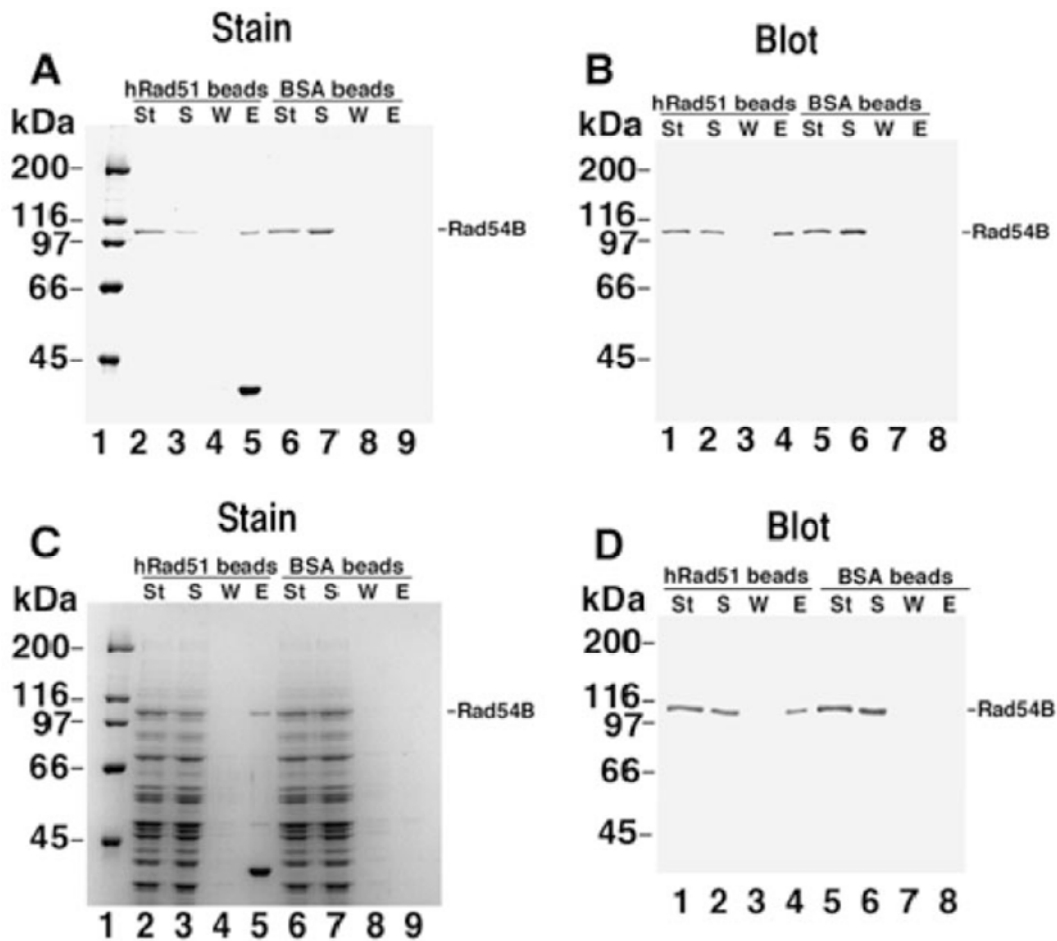 Stain
A
hRad51 beads BSA beads
St S W E St S W E
kDa
200-
116-
97-
66-
45-
-Rad54B
1 2 3 4 5 6 7 8 9
Blot
B
hRad51 beads BSA beads
St S W E St S W E
kDa
200-
116-
97-
66-
45-
-Rad54B
1 2 3 4 5 6 7 8
Stain
C
hRad51 beads BSA beads
St S W E St S W E
kDa
200-
116-
97-
66-
45-
-Rad54B
1 2 3 4 5 6 7 8 9
Blot
D
hRad51 beads BSA beads
St S W E St S W E
kDa
200-
116-
97-
66-
45-
-Rad54B
1 2 3 4 5 6 7 8